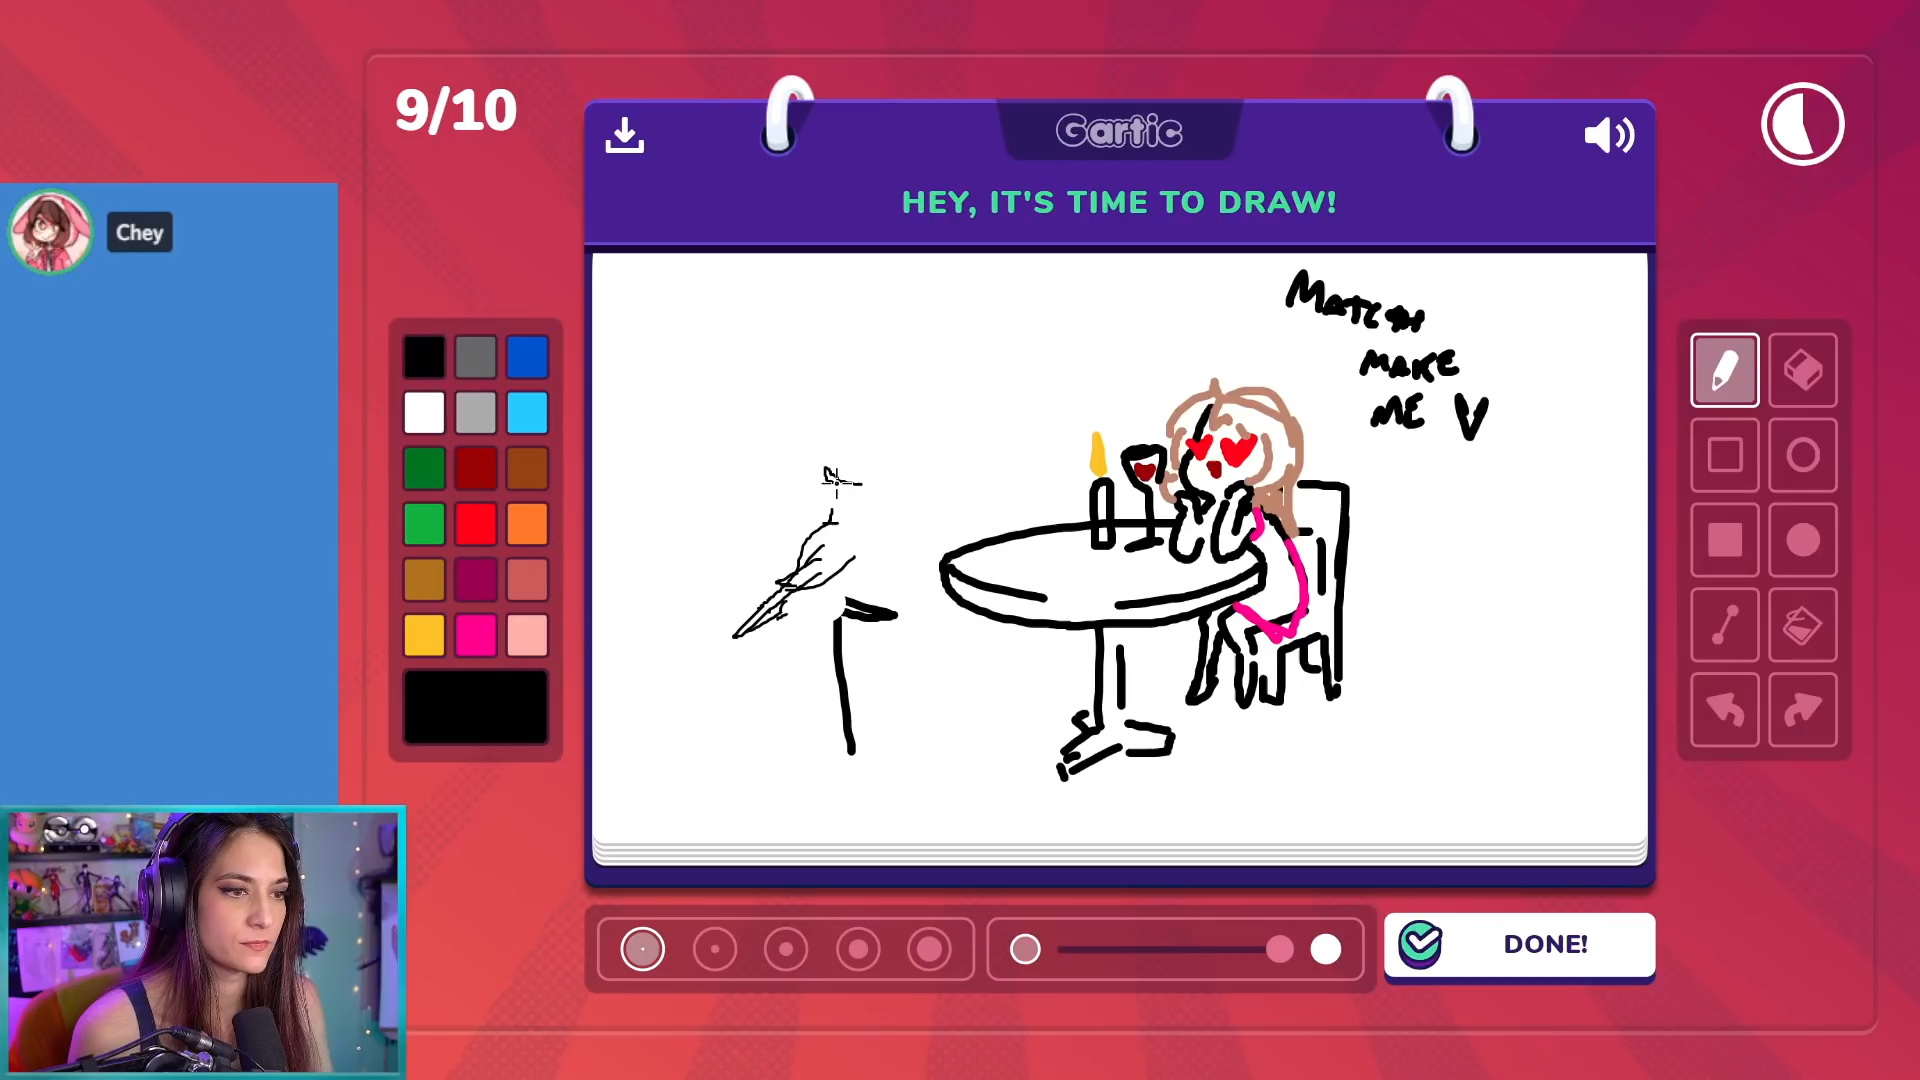 9/10
Gartic
HEY, IT'S TIME TO DRAW!
Chey
MAKE
ME
DONE!